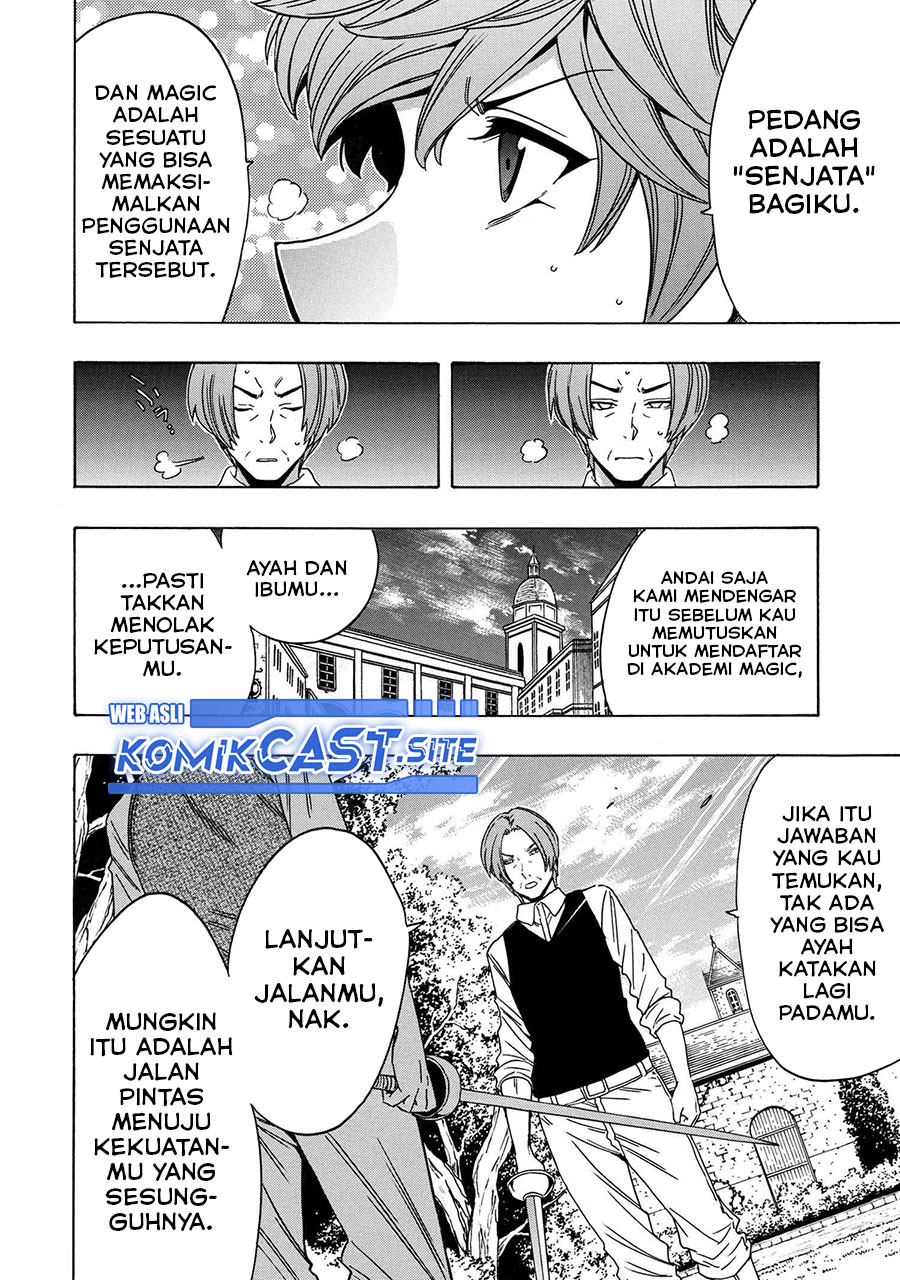 PEDANG
ADALAH
"SENJATA"
BAGIKU.
DAN MAGIC
ADALAH
SESUATU
YANG BISA
MEMAKSI-
MALKAN
PENGGUNAAN
SENJATA
TERSEBUT.
ANDAI SAJA
KAMI MENDENGAR
ITU SEBELUM KAU
MEMUTUSKAN
UNTUK MENDAFTAR
DI AKADEMI MAGIC,
AYAH DAN
IBUMU...
...PASTI
TAKKAN
MENOLAK
KEPUTUSAN-
MU.
WEB ASLI
KOMIKCAST.SITE
JIKA ITU
JAWABAN
YANG KAU
TEMUKAN,
TAK ADA
YANG BISA
AYAH
KATAKAN
LAGI
PADAMU.
LANJUT-
KAN
JALANMU,
NAK.
MUNGKIN
ITU ADALAH
JALAN
PINTAS
MENUJU
KEKUATAN-
MU YANG
SESUNG-
GUHNYA.